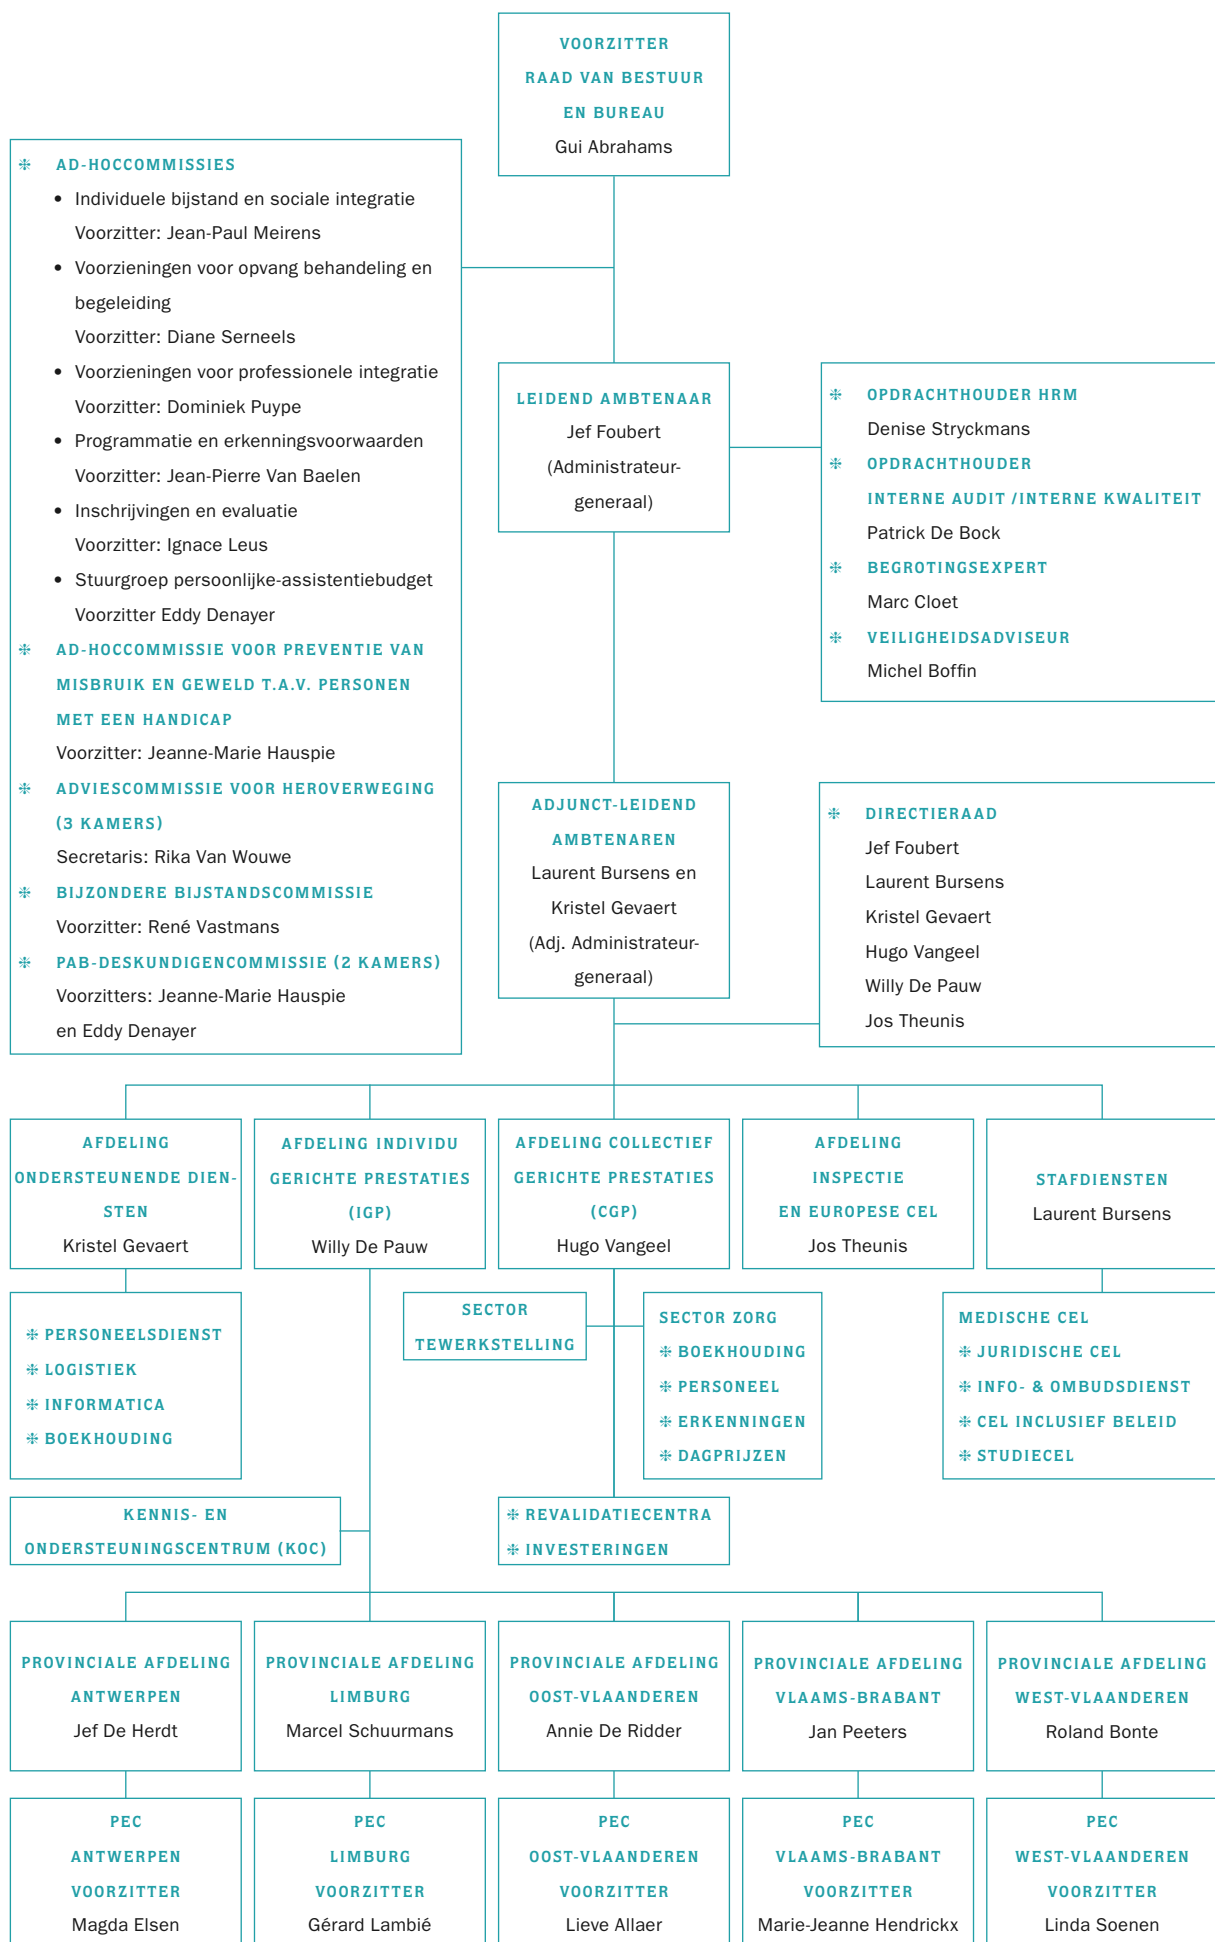 VOORZITTER
RAAD VAN BESTUUR
EN BUREAU
Gui Abrahams
❉ AD-HOCCOMMISSIES
• Individuele bijstand en sociale integratie
Voorzitter: Jean-Paul Meirens
• Voorzieningen voor opvang behandeling en
begeleiding
Voorzitter: Diane Serneels
• Voorzieningen voor professionele integratie
Voorzitter: Dominiek Puype
• Programmatie en erkenningsvoorwaarden
Voorzitter: Jean-Pierre Van Baelen
• Inschrijvingen en evaluatie
Voorzitter: Ignace Leus
• Stuurgroep persoonlijke-assistentiebudget
Voorzitter Eddy Denayer
❉ AD-HOCCOMMISSIE VOOR PREVENTIE VAN
MISBRUIK EN GEWELD T.A.V. PERSONEN
MET EEN HANDICAP
Voorzitter: Jeanne-Marie Hauspie
❉ ADVIESCOMMISSIE VOOR HEROVERWEGING
(3 KAMERS)
Secretaris: Rika Van Wouwe
❉ BIJZONDERE BIJSTANDSCOMMISSIE
Voorzitter: René Vastmans
❉ PAB-DESKUNDIGENCOMMISSIE (2 KAMERS)
Voorzitters: Jeanne-Marie Hauspie
en Eddy Denayer
LEIDEND AMBTENAAR
Jef Foubert
(Administrateur-
generaal)
❉ OPDRACHTHOUDER HRM
Denise Stryckmans
❉ OPDRACHTHOUDER
INTERNE AUDIT /INTERNE KWALITEIT
Patrick De Bock
❉ BEGROTINGSEXPERT
Marc Cloet
❉ VEILIGHEIDSADVISEUR
Michel Boffin
ADJUNCT-LEIDEND
AMBTENAREN
Laurent Bursens en
Kristel Gevaert
(Adj. Administrateur-
generaal)
❉ DIRECTIERAAD
Jef Foubert
Laurent Bursens
Kristel Gevaert
Hugo Vangeel
Willy De Pauw
Jos Theunis
AFDELING
ONDERSTEUNENDE DIEN-
STEN
Kristel Gevaert
AFDELING INDIVIDU
GERICHTE PRESTATIES
(IGP)
Willy De Pauw
AFDELING COLLECTIEF
GERICHTE PRESTATIES
(CGP)
Hugo Vangeel
AFDELING
INSPECTIE
EN EUROPESE CEL
Jos Theunis
STAFDIENSTEN
Laurent Bursens
❉ PERSONEELSDIENST
❉ LOGISTIEK
❉ INFORMATICA
❉ BOEKHOUDING
SECTOR
TEWERKSTELLING
SECTOR ZORG
❉ BOEKHOUDING
❉ PERSONEEL
❉ ERKENNINGEN
❉ DAGPRIJZEN
MEDISCHE CEL
❉ JURIDISCHE CEL
❉ INFO- & OMBUDSDIENST
❉ CEL INCLUSIEF BELEID
❉ STUDIECEL
KENNIS- EN
ONDERSTEUNINGSCENTRUM (KOC)
❉ REVALIDATIECENTRA
❉ INVESTERINGEN
PROVINCIALE AFDELING
ANTWERPEN
Jef De Herdt
PROVINCIALE AFDELING
LIMBURG
Marcel Schuurmans
PROVINCIALE AFDELING
OOST-VLAANDEREN
Annie De Ridder
PROVINCIALE AFDELING
VLAAMS-BRABANT
Jan Peeters
PROVINCIALE AFDELING
WEST-VLAANDEREN
Roland Bonte
PEC
ANTWERPEN
VOORZITTER
Magda Elsen
PEC
LIMBURG
VOORZITTER
Gérard Lambié
PEC
OOST-VLAANDEREN
VOORZITTER
Lieve Allaer
PEC
VLAAMS-BRABANT
VOORZITTER
Marie-Jeanne Hendrickx
PEC
WEST-VLAANDEREN
VOORZITTER
Linda Soenen